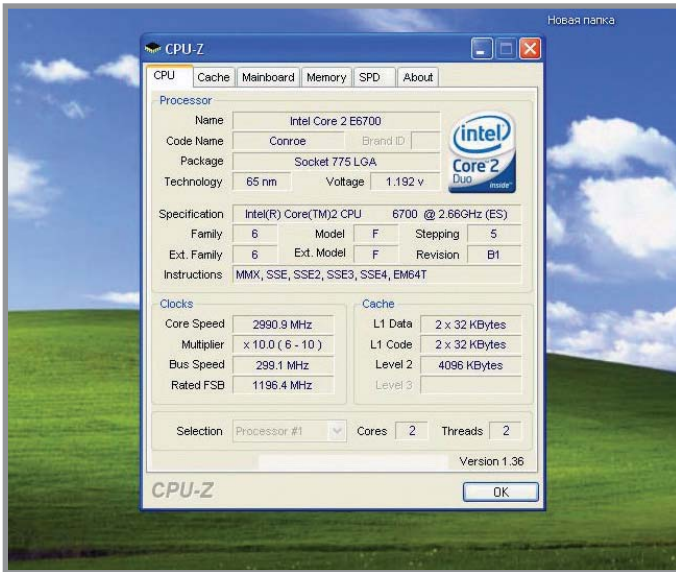 Новая папка
CPU-Z
CPU Cache Mainboard Memory SPD About
Processor
Name Intel Core 2 E6700
Code Name Conroe Brand ID
Package Socket 775 LGA
Technology 65 nm Voltage 1.192 v
intel
Core™2
Duo inside™
Specification Intel(R) Core(TM)2 CPU 6700 @ 2.66GHz (ES)
Family 6 Model F Stepping 5
Ext. Family 6 Ext. Model F Revision B1
Instructions MMX, SSE, SSE2, SSE3, SSE4, EM64T
Clocks
Core Speed 2990.9 MHz
Multiplier x 10.0 ( 6 - 10 )
Bus Speed 299.1 MHz
Rated FSB 1196.4 MHz
Cache
L1 Data 2 x 32 KBytes
L1 Code 2 x 32 KBytes
Level 2 4096 KBytes
Level 3
Selection Processor #1 Cores 2 Threads 2
Version 1.36
CPU-Z OK